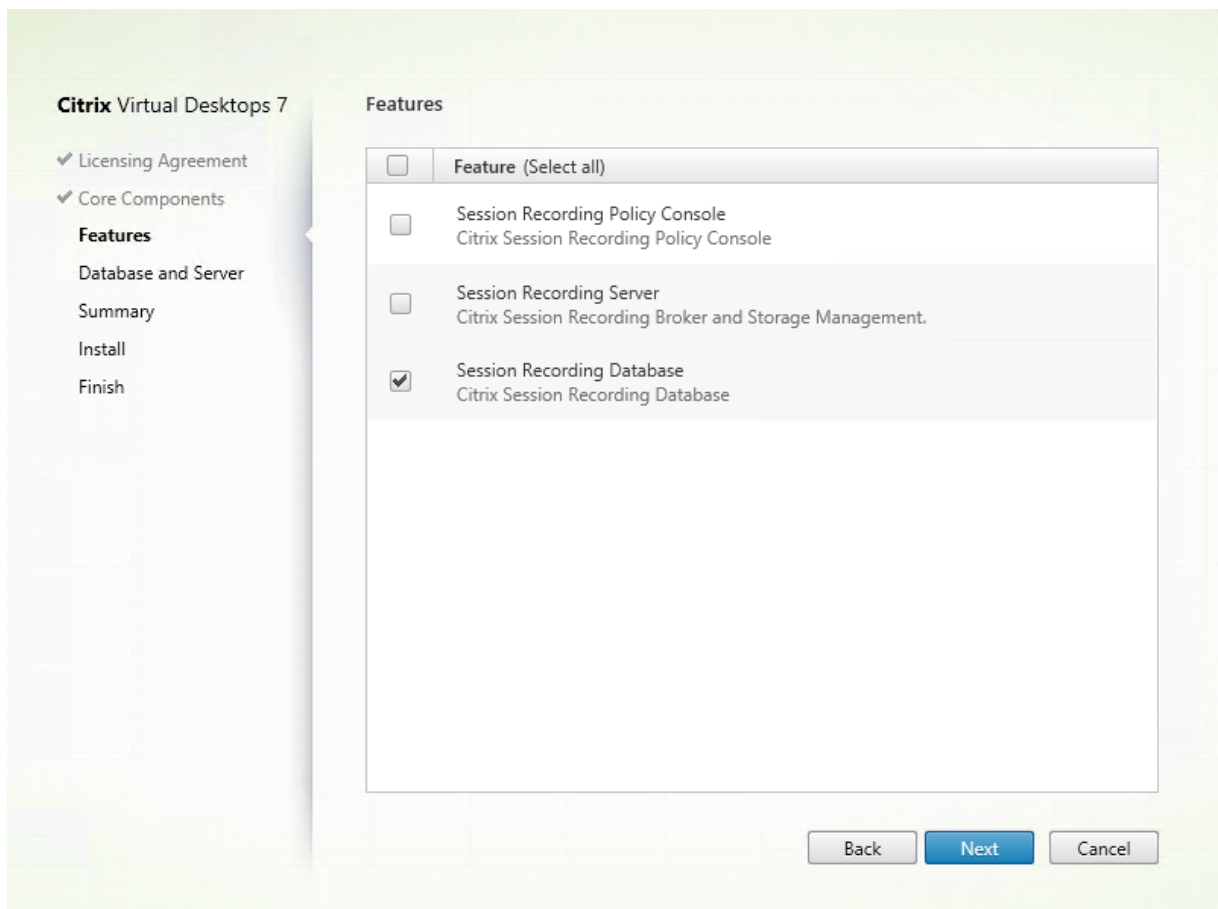 Citrix Virtual Desktops 7
Licensing Agreement
Core Components
Features
Database and Server
Summary
Install
Finish
Features
Feature (Select all)
Session Recording Policy Console
Citrix Session Recording Policy Console
Session Recording Server
Citrix Session Recording Broker and Storage Management.
Session Recording Database
Citrix Session Recording Database
Back
Next
Cancel